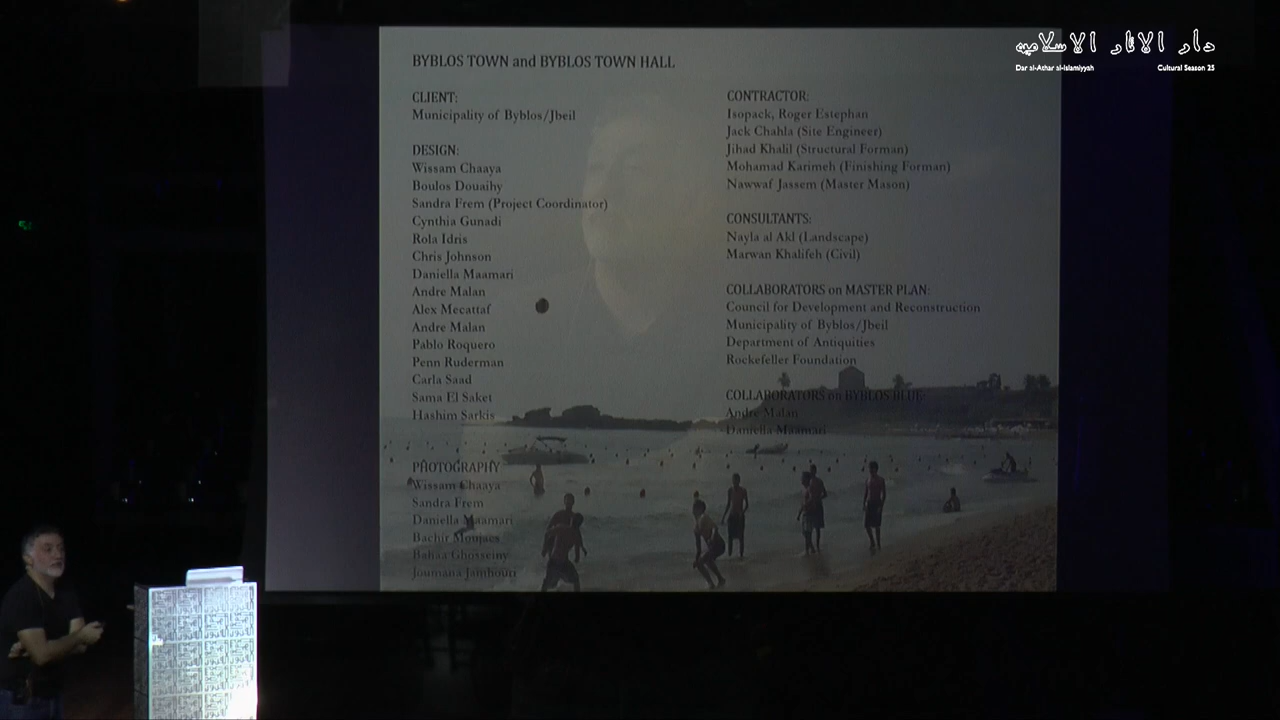 BYBLOS TOWN and BYBLOS TOWN HALL
CLIENT:
Municipality of Byblos/Jbeil
DESIGN:
Wissam Chaaya
Boulos Douaihy
Sandra Frem (Project Coordinator)
Cynthia Gunadi
Rola Idris
Chris Johnson
Daniella Maamari
Andre Malan
Alex Mecattaf
Andre Malan
Pablo Roquero
Penn Ruderman
Carla Saad
Sama El Saket
Hashim Sarkis
PHOTOGRAPHY
Wissam Chaaya
Sandra Frem
Daniella Maamari
Bachir Moujaes
Bahaa Ghosseiny
Joumana Jamhouri
CONTRACTOR:
Isopack, Roger Estephan
Jack Chahla (Site Engineer)
Jihad Khalil (Structural Forman)
Mohamad Karimeh (Finishing Forman)
Nawwaf Jassem (Master Mason)
CONSULTANTS:
Nayla al Akl (Landscape)
Marwan Khalifeh (Civil)
COLLABORATORS on MASTER PLAN:
Council for Development and Reconstruction
Municipality of Byblos/Jbeil
Department of Antiquities
Rockefeller Foundation
COLLABORATORS on BYBLOS BLUE:
Andre Malan
Daniella Maamari
دار الآثار الإسلامية
Dar al-Athar al-Islamiyyah
Cultural Season 25